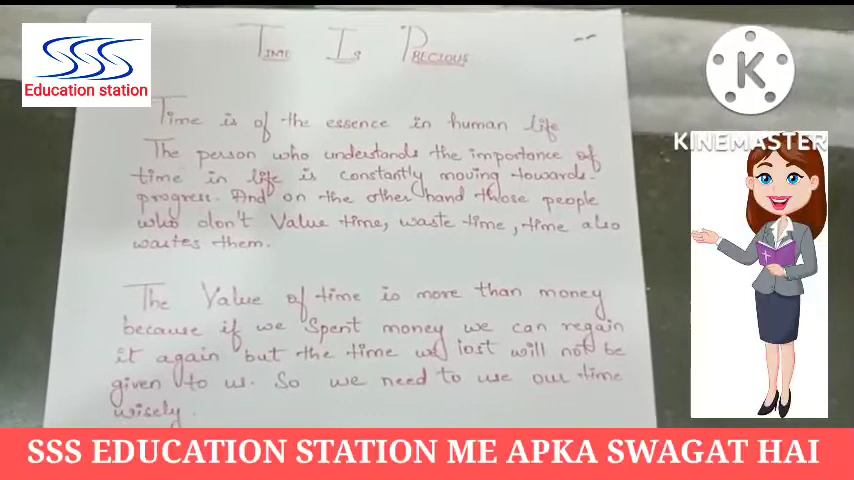 TIME IS PRECIOUS
SSS
Education station
K
KINEMASTER
Time is of the essence in human life
The person who understands the importance of
time in life is constantly moving towards
progress. And on the other hand those people
who don't Value time, waste time, time also
wastes them.
The Value of time is more than money
because if we Spent money we can regain
it again but the time we lost will not be
given to us. So we need to use our time
wisely.
SSS EDUCATION STATION ME APKA SWAGAT HAI